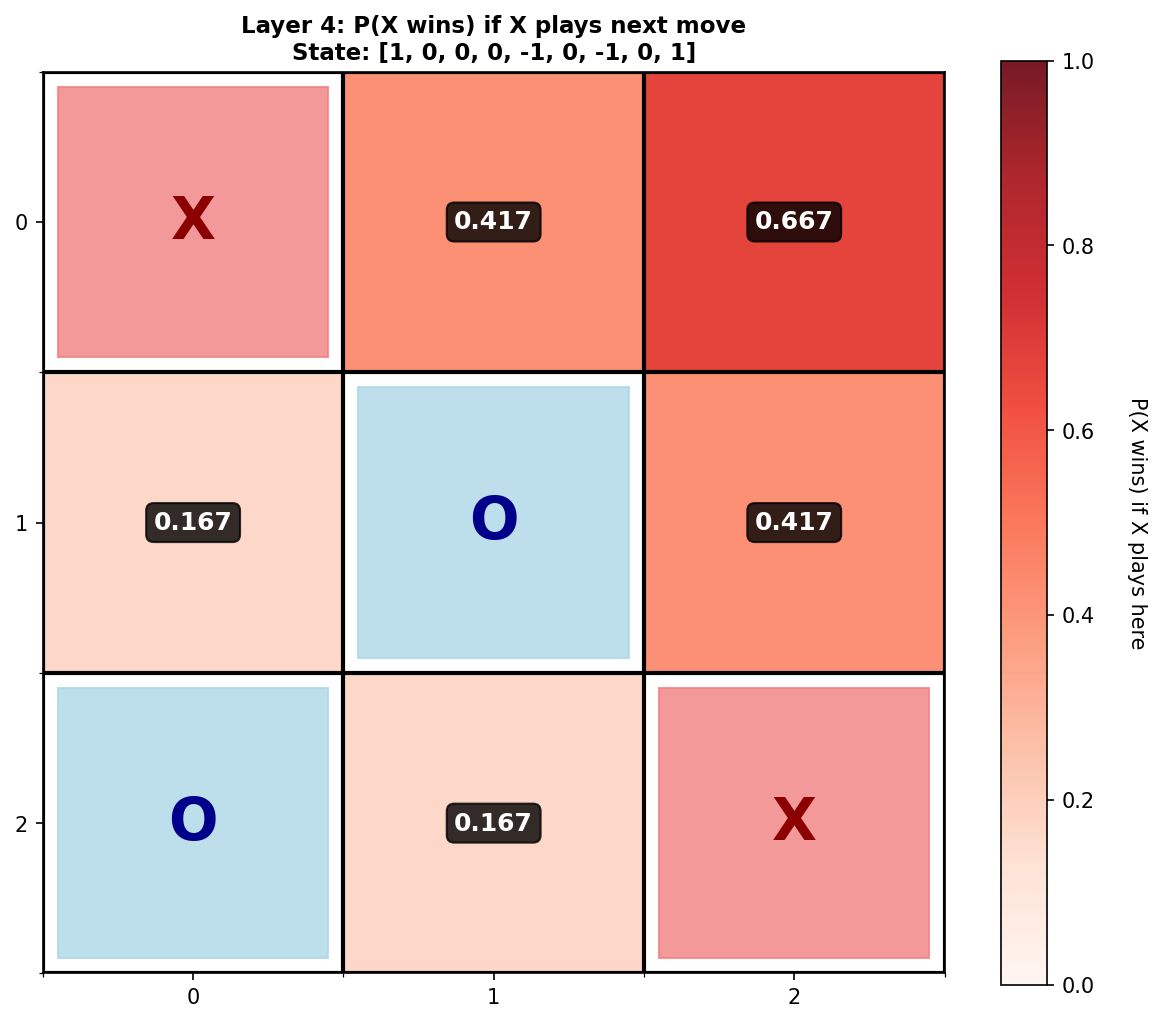 Layer 4: P(X wins) if X plays next move
State: [1, 0, 0, 0, -1, 0, -1, 0, 1]
0
X
0.417
0.667
1
0.167
O
0.417
2
O
0.167
X
0
1
2
1.0
0.8
0.6
0.4
0.2
0.0
P(X wins) if X plays here